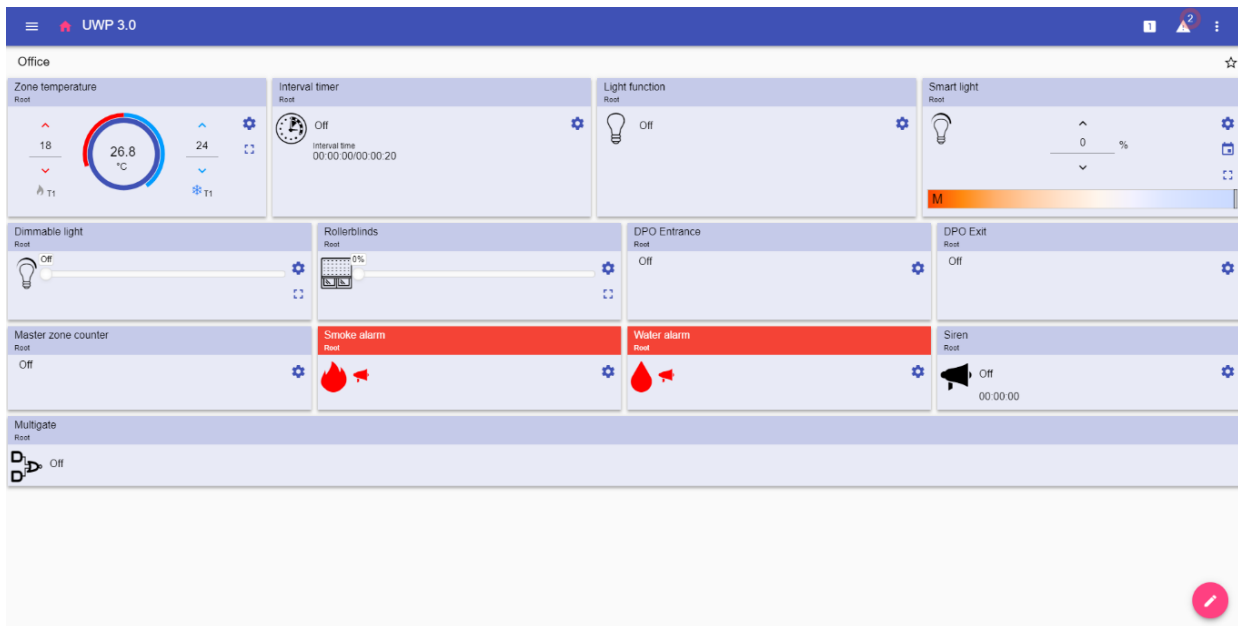 UWP 3.0
1
2
Office
Zone temperature
Root
18
26.8
°C
24
T1
T1
Interval timer
Root
Off
Interval time
00:00:00/00:00:20
Light function
Root
Off
Smart light
Root
0 %
M
Dimmable light
Root
Off
Rollerblinds
Root
0%
DPO Entrance
Root
Off
DPO Exit
Root
Off
Master zone counter
Root
Off
Smoke alarm
Root
Water alarm
Root
Siren
Root
Off
00:00:00
Multigate
Root
Off